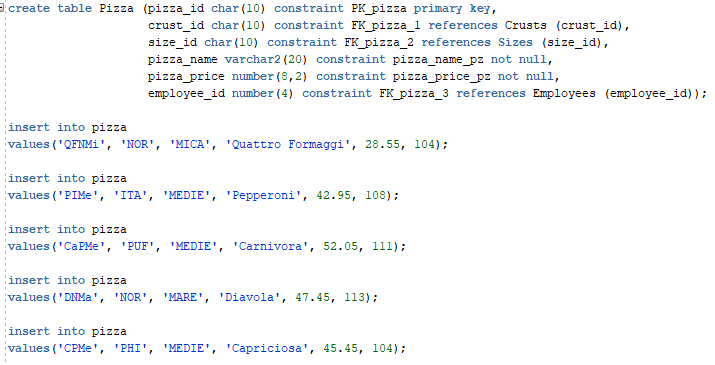 create table Pizza (pizza_id char(10) constraint PK_pizza primary key,
crust_id char(10) constraint FK_pizza_1 references Crusts (crust_id),
size_id char(10) constraint FK_pizza_2 references Sizes (size_id),
pizza_name varchar2(20) constraint pizza_name_pz not null,
pizza_price number(8,2) constraint pizza_price_pz not null,
employee_id number(4) constraint FK_pizza_3 references Employees (employee_id));
insert into pizza
values('QFNMi', 'NOR', 'MICA', 'Quattro Formaggi', 28.55, 104);
insert into pizza
values('PIMe', 'ITA', 'MEDIE', 'Pepperoni', 42.95, 108);
insert into pizza
values('CaPMe', 'PUF', 'MEDIE', 'Carnivora', 52.05, 111);
insert into pizza
values('DNMa', 'NOR', 'MARE', 'Diavola', 47.45, 113);
insert into pizza
values('CPMe', 'PHI', 'MEDIE', 'Capriciosa', 45.45, 104);